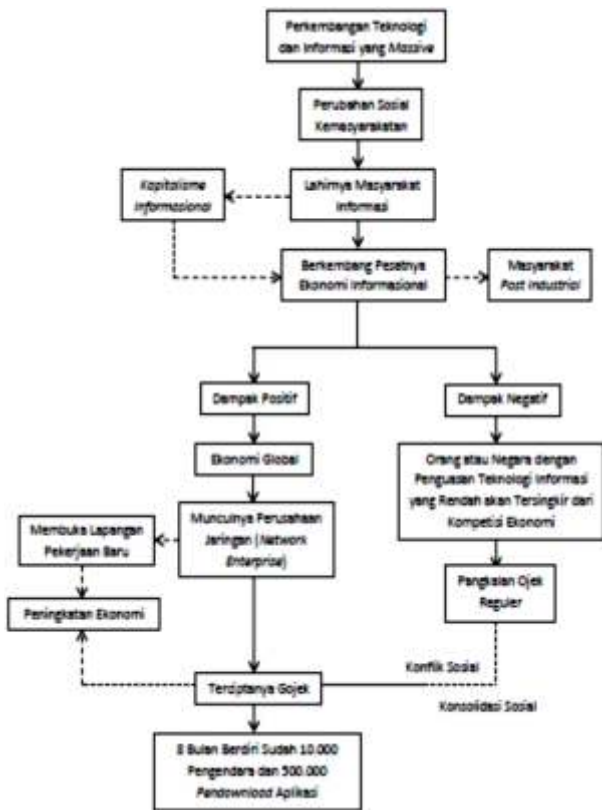 Perkembangan Teknologi
dan Informasi yang Massive
Perubahan Sosial
Kemasyarakatan
Kapitalisme
Informasional
Lahirnya Masyarakat
Informasi
Berkembang Pesatnya
Ekonomi Informasional
Masyarakat
Post Industrial
Dampak Positif
Dampak Negatif
Ekonomi Global
Orang atau Negara dengan
Penguasan Teknologi Informasi
yang Rendah akan Tersingkir dari
Kompetisi Ekonomi
Membuka Lapangan
Pekerjaan Baru
Munculnya Perusahaan
Jaringan (Network
Enterprise)
Pangkalan Ojek
Reguler
Peningkatan Ekonomi
Konflik Sosial
Terciptanya Gojek
Konsolidasi Sosial
8 Bulan Berdiri Sudah 10.000
Pengendara dan 500.000
Pendownload Aplikasi